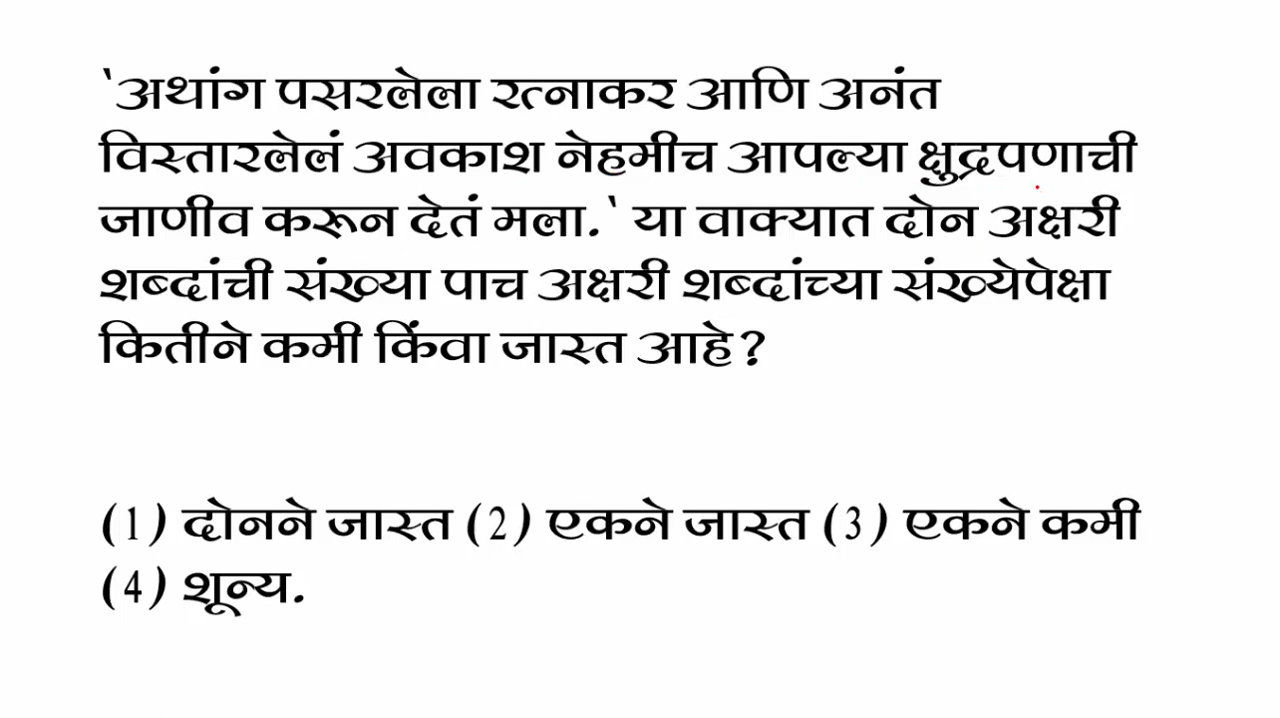 ‵अथांग पसरलेला रत्नाकर आणि अनंत
विस्तारलेलं अवकाश नेहमीच आपल्या क्षुद्रपणाची
जाणीव करून देतं मला.‵ या वाक्यात दोन अक्षरी
शब्दांची संख्या पाच अक्षरी शब्दांच्या संख्येपेक्षा
कितीने कमी किंवा जास्त आहे?
(1) दोनने जास्त (2) एकने जास्त (3) एकने कमी
(4) शून्य.